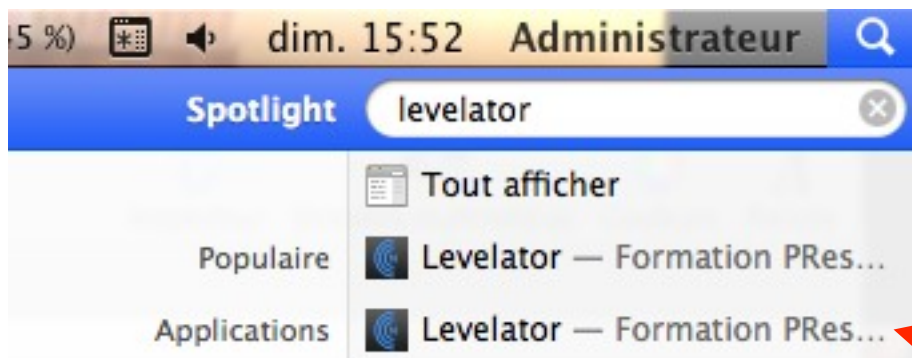 5 %) dim. 15:52 Administrateur
Spotlight levelator
Tout afficher
Populaire Levelator — Formation PRes...
Applications Levelator — Formation PRes...